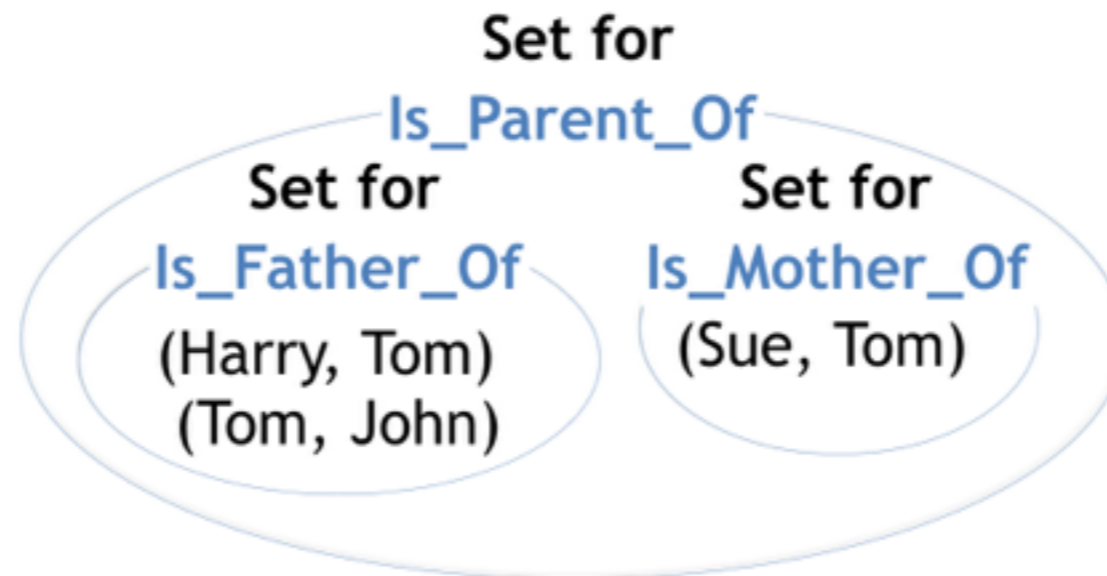 Set for
Is_Parent_Of
Set for
Is_Father_Of
(Harry, Tom)
(Tom, John)
Set for
Is_Mother_Of
(Sue, Tom)